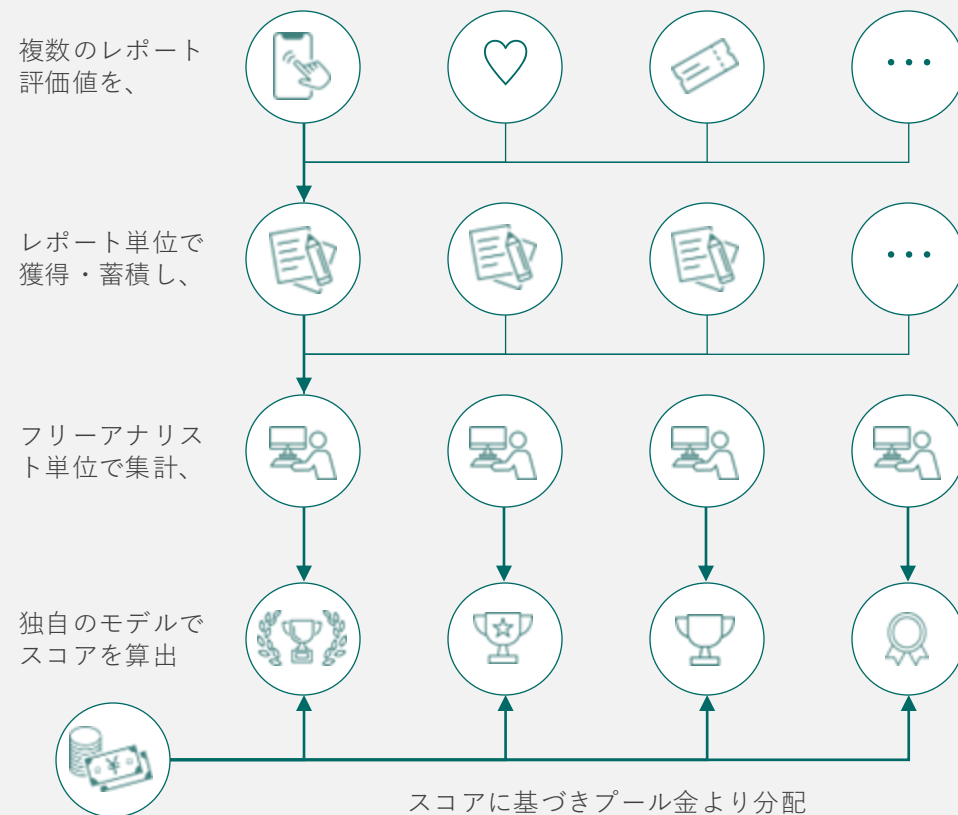 複数のレポート
評価値を、
レポート単位で
獲得・蓄積し、
フリーアナリス
ト単位で集計、
独自のモデルで
スコアを算出
スコアに基づきプール金より分配